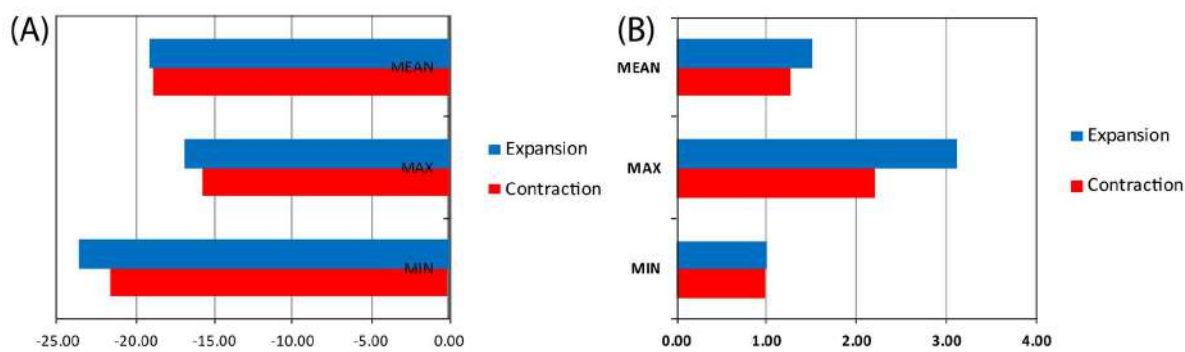 (A)
MEAN
MAX
MIN
-25.00 -20.00 -15.00 -10.00 -5.00 0.00
Expansion
Contraction
(B)
MEAN
MAX
MIN
0.00 1.00 2.00 3.00 4.00
Expansion
Contraction